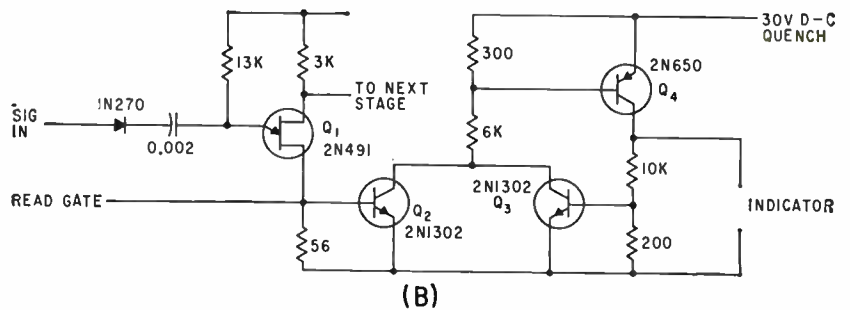 SIG
IN
1N270
0.002
13K
3K
TO NEXT
STAGE
Q1
2N491
READ GATE
56
Q2
2N1302
300
6K
2N1302
Q3
30V D-C
QUENCH
2N650
Q4
10K
200
INDICATOR
(B)